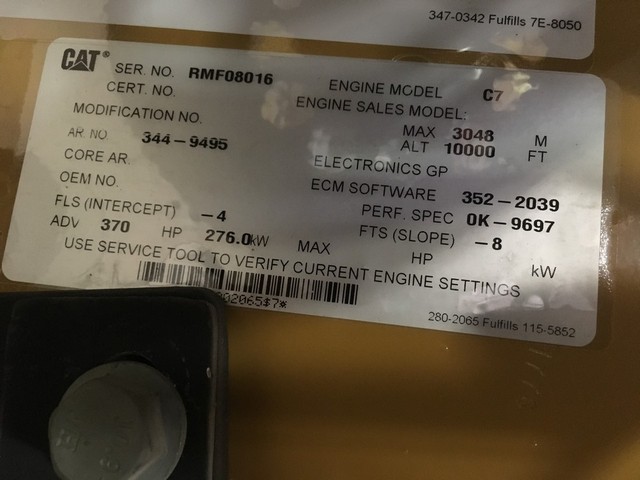 347-0342 Fulfills 7E-8050
CAT®
SER. NO. RMF08016 ENGINE MODEL C7
CERT. NO. ENGINE SALES MODEL:
MODIFICATION NO. MAX 3048 M
ALT 10000 FT
AR NO 344-9495 ELECTRONICS GP
CORE AR ECM SOFTWARE 352-2039
OEM NO. PERF. SPEC 0K-9697
FLS (INTERCEPT) -4 FTS (SLOPE) -8
ADV 370 HP 276.0kW MAX HP kW
USE SERVICE TOOL TO VERIFY CURRENT ENGINE SETTINGS
02065$7*
280-2065 Fulfills 115-5852